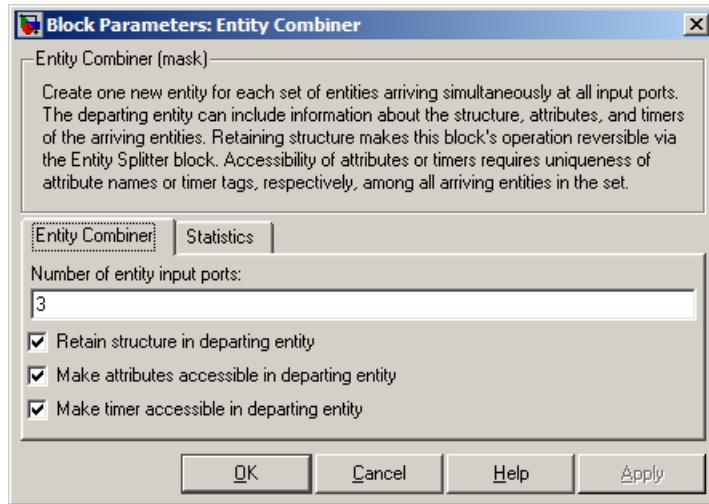 Block Parameters: Entity Combiner
Entity Combiner (mask)
Create one new entity for each set of entities arriving simultaneously at all input ports.
The departing entity can include information about the structure, attributes, and timers
of the arriving entities. Retaining structure makes this block's operation reversible via
the Entity Splitter block. Accessibility of attributes or timers requires uniqueness of
attribute names or timer tags, respectively, among all arriving entities in the set.
Entity Combiner Statistics
Number of entity input ports:
3
Retain structure in departing entity
Make attributes accessible in departing entity
Make timer accessible in departing entity
OK Cancel Help Apply